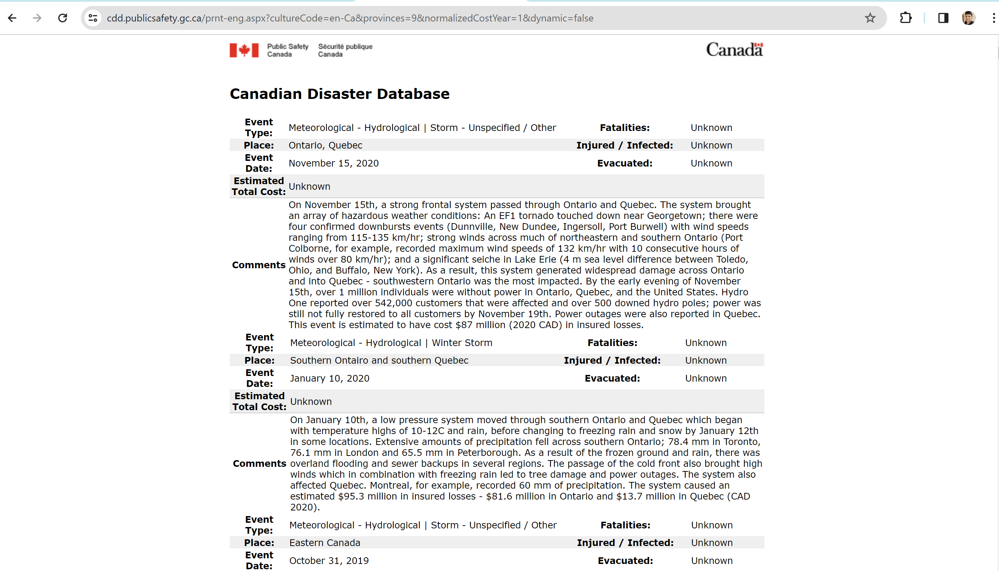 cdd.publicsafety.gc.ca/prnt-eng.aspx?cultureCode=en-Ca&provinces=9&normalizedCostYear=1&dynamic=false
Public Safety Canada
Sécurité publique Canada
Canada
Canadian Disaster Database
Event Type: Meteorological - Hydrological | Storm - Unspecified / Other Fatalities: Unknown
Place: Ontario, Quebec Injured / Infected: Unknown
Event Date: November 15, 2020 Evacuated: Unknown
Estimated Total Cost: Unknown
Comments
On November 15th, a strong frontal system passed through Ontario and Quebec. The system brought
an array of hazardous weather conditions: An EF1 tornado touched down near Georgetown; there were
four confirmed downbursts events (Dunnville, New Dundee, Ingersoll, Port Burwell) with wind speeds
ranging from 115-135 km/hr; strong winds across much of northeastern and southern Ontario (Port
Colborne, for example, recorded maximum wind speeds of 132 km/hr with 10 consecutive hours of
winds over 80 km/hr); and a significant seiche in Lake Erie (4 m sea level difference between Toledo,
Ohio, and Buffalo, New York). As a result, this system generated widespread damage across Ontario
and into Quebec - southwestern Ontario was the most impacted. By the early evening of November
15th, over 1 million individuals were without power in Ontario, Quebec, and the United States. Hydro
One reported over 542,000 customers that were affected and over 500 downed hydro poles; power was
still not fully restored to all customers by November 19th. Power outages were also reported in Quebec.
This event is estimated to have cost $87 million (2020 CAD) in insured losses.
Event Type: Meteorological - Hydrological | Winter Storm Fatalities: Unknown
Place: Southern Ontairo and southern Quebec Injured / Infected: Unknown
Event Date: January 10, 2020 Evacuated: Unknown
Estimated Total Cost: Unknown
Comments
On January 10th, a low pressure system moved through southern Ontario and Quebec which began
with temperature highs of 10-12C and rain, before changing to freezing rain and snow by January 12th
in some locations. Extensive amounts of precipitation fell across southern Ontario; 78.4 mm in Toronto,
76.1 mm in London and 65.5 mm in Peterborough. As a result of the frozen ground and rain, there was
overland flooding and sewer backups in several regions. The passage of the cold front also brought high
winds which in combination with freezing rain led to tree damage and power outages. The system also
affected Quebec. Montreal, for example, recorded 60 mm of precipitation. The system caused an
estimated $95.3 million in insured losses - $81.6 million in Ontario and $13.7 million in Quebec (CAD
2020).
Event Type: Meteorological - Hydrological | Storm - Unspecified / Other Fatalities: Unknown
Place: Eastern Canada Injured / Infected: Unknown
Event Date: October 31, 2019 Evacuated: Unknown